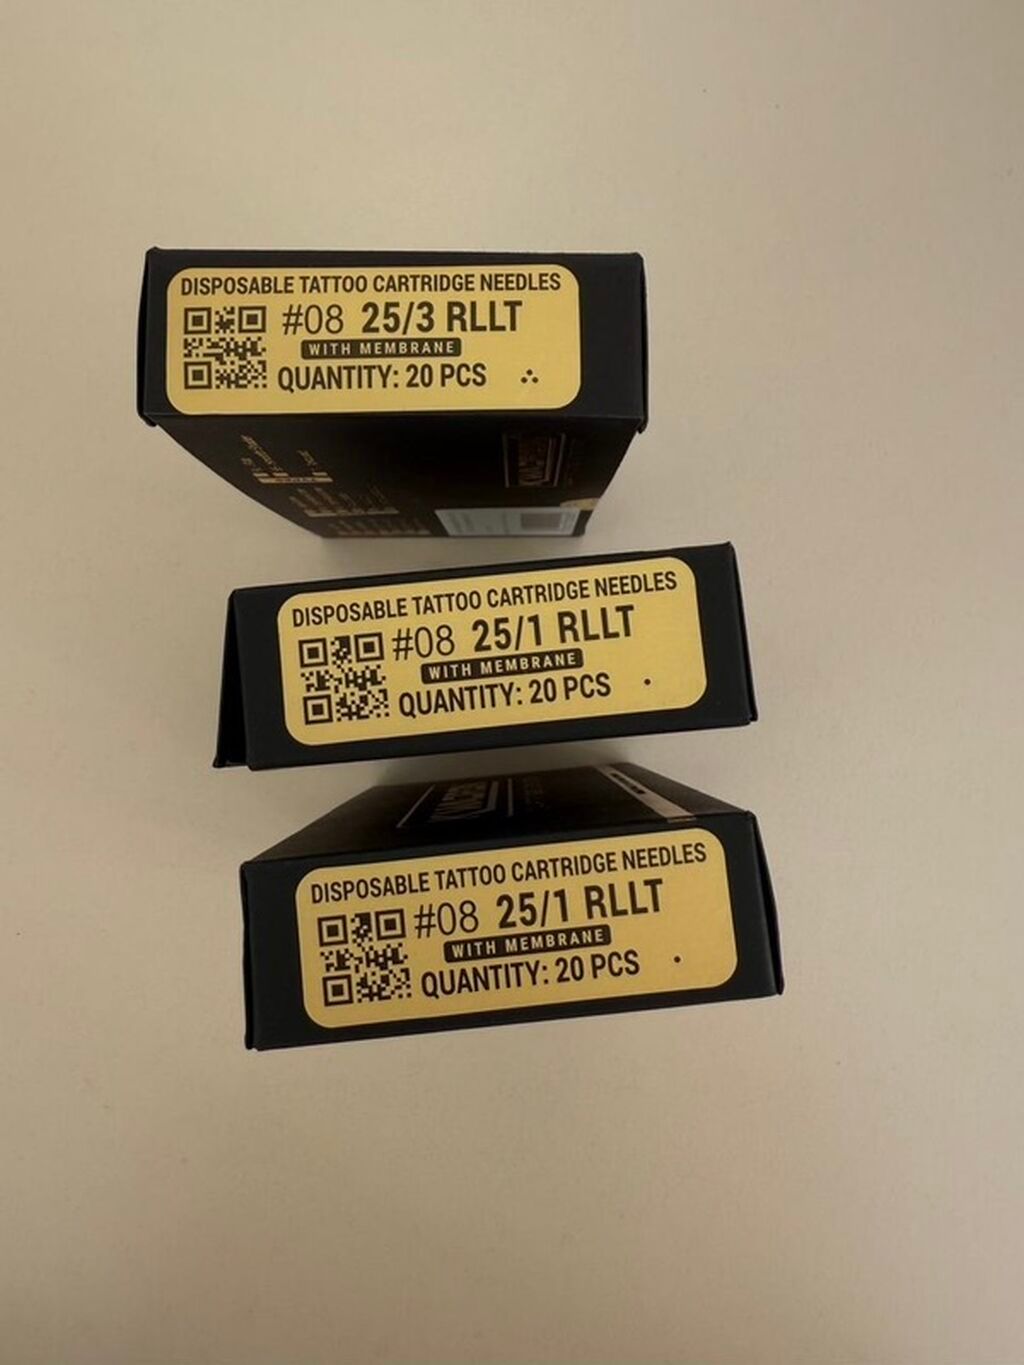 DISPOSABLE TATTOO CARTRIDGE NEEDLES
#08 25/3 RLLT
WITH MEMBRANE
QUANTITY: 20 PCS
DISPOSABLE TATTOO CARTRIDGE NEEDLES
#08 25/1 RLLT
WITH MEMBRANE
QUANTITY: 20 PCS
DISPOSABLE TATTOO CARTRIDGE NEEDLES
#08 25/1 RLLT
WITH MEMBRANE
QUANTITY: 20 PCS